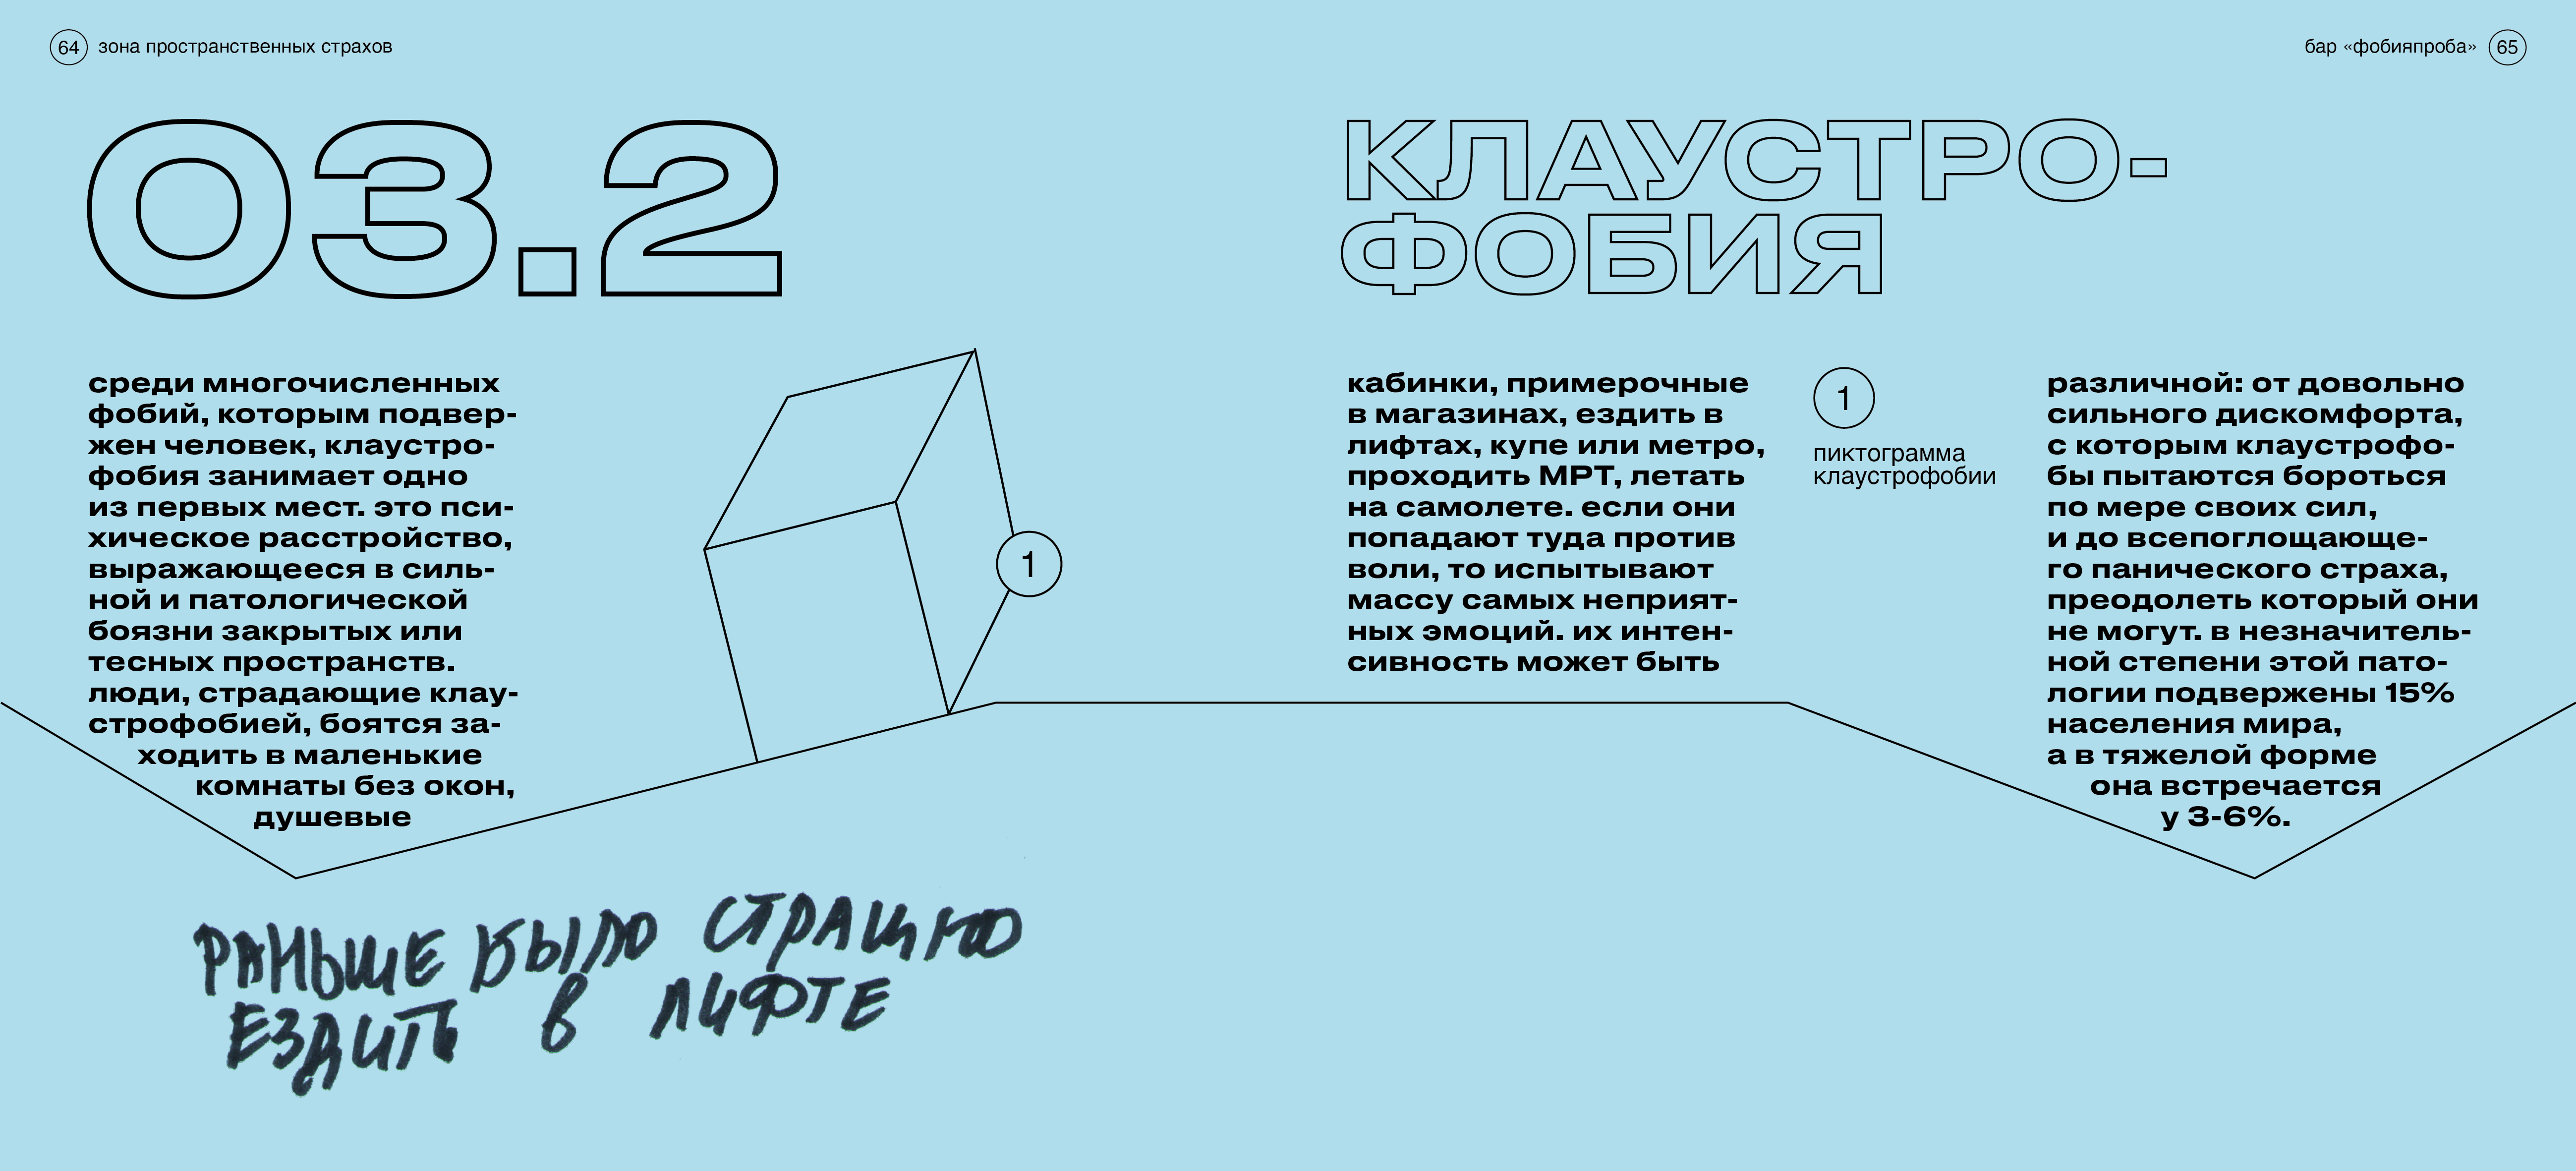 64 зона пространственных страхов
бар «фобияпроба» 65
03.2
КЛАУСТРО-
ФОБИЯ
среди многочисленных
фобий, которым подвер-
жен человек, клаустро-
фобия занимает одно
из первых мест. это пси-
хическое расстройство,
выражающееся в силь-
ной и патологической
боязни закрытых или
тесных пространств.
люди, страдающие клау-
строфобией, боятся за-
ходить в маленькие
комнаты без окон,
душевые
1
кабинки, примерочные
в магазинах, ездить в
лифтах, купе или метро,
проходить МРТ, летать
на самолете. если они
попадают туда против
воли, то испытывают
массу самых неприят-
ных эмоций. их интен-
сивность может быть
1
пиктограмма
клаустрофобии
различной: от довольно
сильного дискомфорта,
с которым клаустрофо-
бы пытаются бороться
по мере своих сил,
и до всепоглощающе-
го панического страха,
преодолеть который они
не могут. в незначитель-
ной степени этой пато-
логии подвержены 15%
населения мира,
а в тяжелой форме
она встречается
у 3-6%.
РАНЬШЕ БЫЛО СТРАШНО
ЕЗДИТЬ В ЛИФТЕ